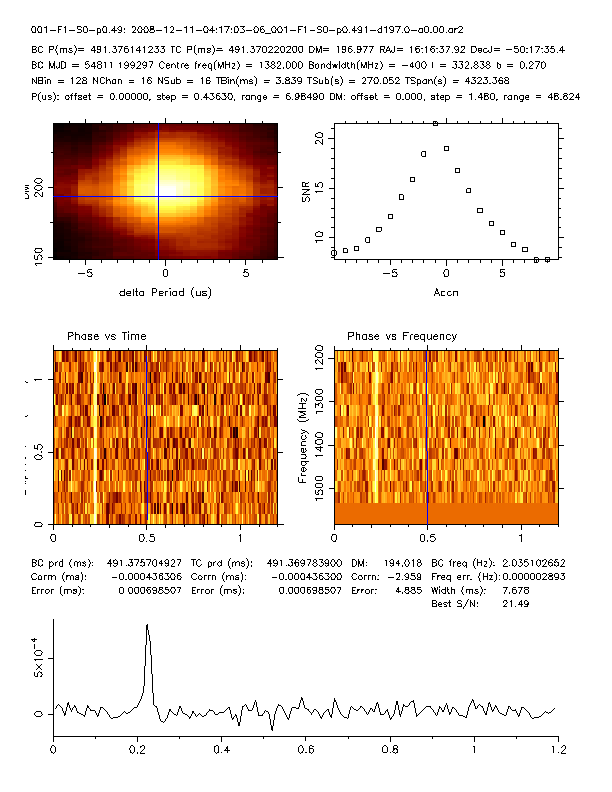 001-F1-S0-p0.49: 2008-12-11-04:17:03-06_001-F1-S0-p0.491-d197.0-a0.00.ar2
BC P(ms)= 491.376141233 TC P(ms)= 491.370220200 DM= 196.977 RAJ= 16:16:37.92 DecJ= -50:17:35.4
BC MJD = 54811.199297 Centre freq(MHz) = 1382.000 Bandwidth(MHz) = -400 l = 332.838 b = 0.270
NBin = 128 NChan = 16 NSub = 16 TBin(ms) = 3.839 TSub(s) = 270.052 TSpan(s) = 4323.368
P(us): offset = 0.00000, step = 0.43630, range = 6.98490 DM: offset = 0.000, step = 1.480, range = 48.824
DM
200
150
-5 0 5
delta Period (us)
SNR
20
15
10
-5 0 5
Accn
Phase vs Time
1
0.5
0
0 0.5 1
Phase vs Frequency
Frequency (MHz)
1200
1300
1400
1500
0 0.5 1
BC prd (ms): 491.375704927 TC prd (ms): 491.369783900 DM: 194.018 BC freq (Hz): 2.035102652
Corrn (ms): -0.000436306 Corrn (ms): -0.000436300 Corrn: -2.959 Freq err. (Hz): 0.000002893
Error (ms): 0.000698507 Error (ms): 0.000698507 Error: 4.885 Width (ms): 7.678
Best S/N: 21.49
5×10⁻⁴
0
0 0.2 0.4 0.6 0.8 1 1.2